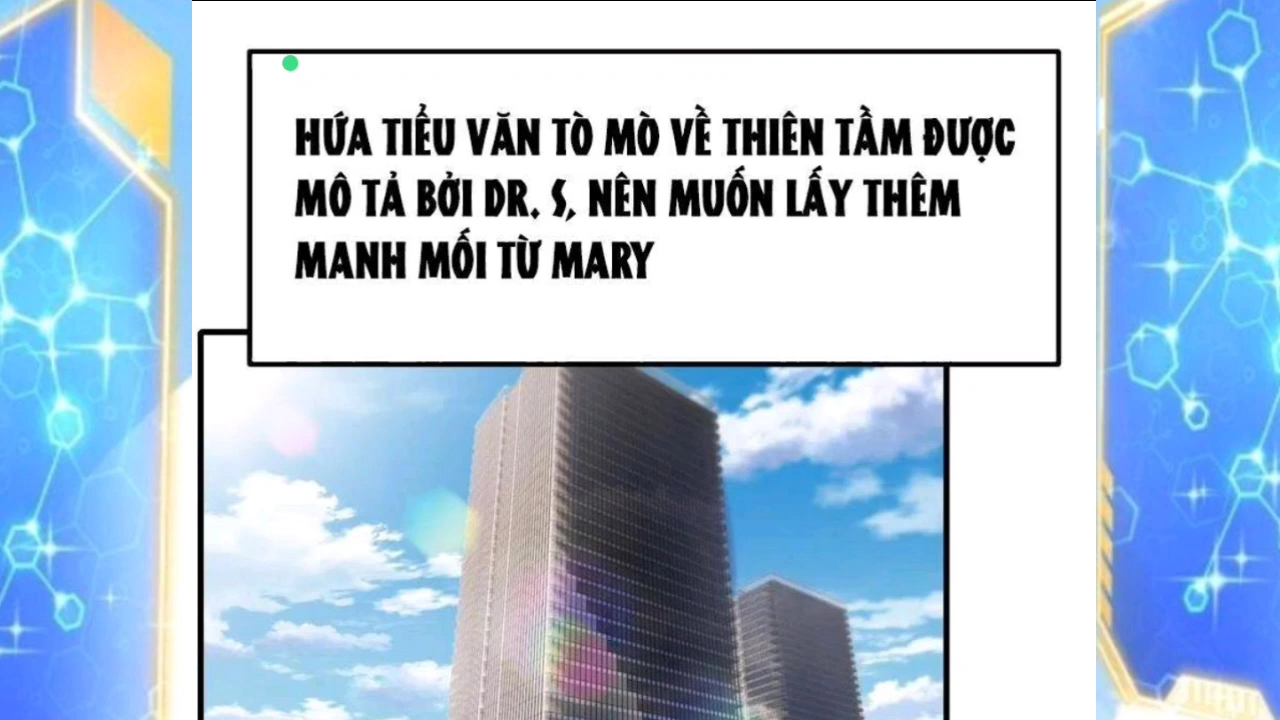 HỨA TIỂU VĂN TÒ MÒ VỀ THIÊN TẦM ĐƯỢC
MÔ TẢ BỞI DR. S, NÊN MUỐN LẤY THÊM
MANH MỐI TỪ MARY